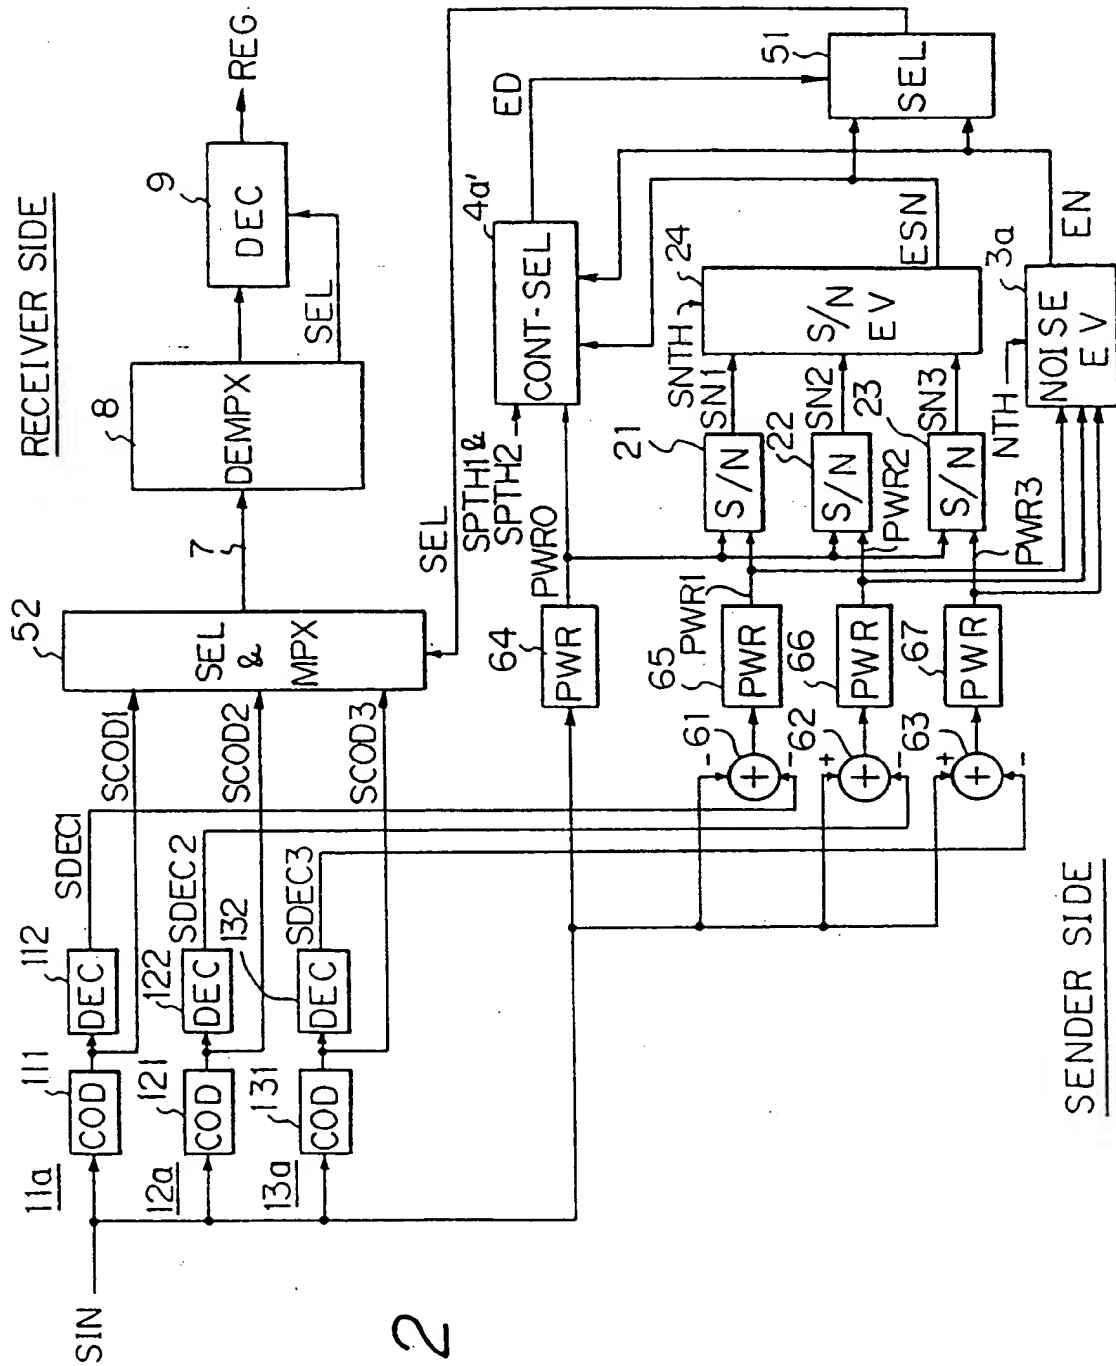 RECEIVER SIDE
SIN
11a
111
COD
112
DEC
SDEC1
SCOD1
12a
121
COD
122
DEC
SDEC2
SCOD2
13a
131
COD
132
DEC
SDEC3
SCOD3
52
SEL
&
MPX
7
8
DEMPX
SEL
9
DEC
REG
SEL
64
PWR
PWR0
SPTH1 &
SPTH2
4a'
CONT-SEL
ED
51
SEL
-
-
61
65
PWR
PWR1
21
S/N
SN1
SNTH
24
S/N
EV
ESN
+
-
62
66
PWR
PWR2
22
S/N
SN2
+
-
63
67
PWR
PWR3
23
S/N
SN3
NTH
3a
NOISE
EV
EN
SENDER SIDE
2